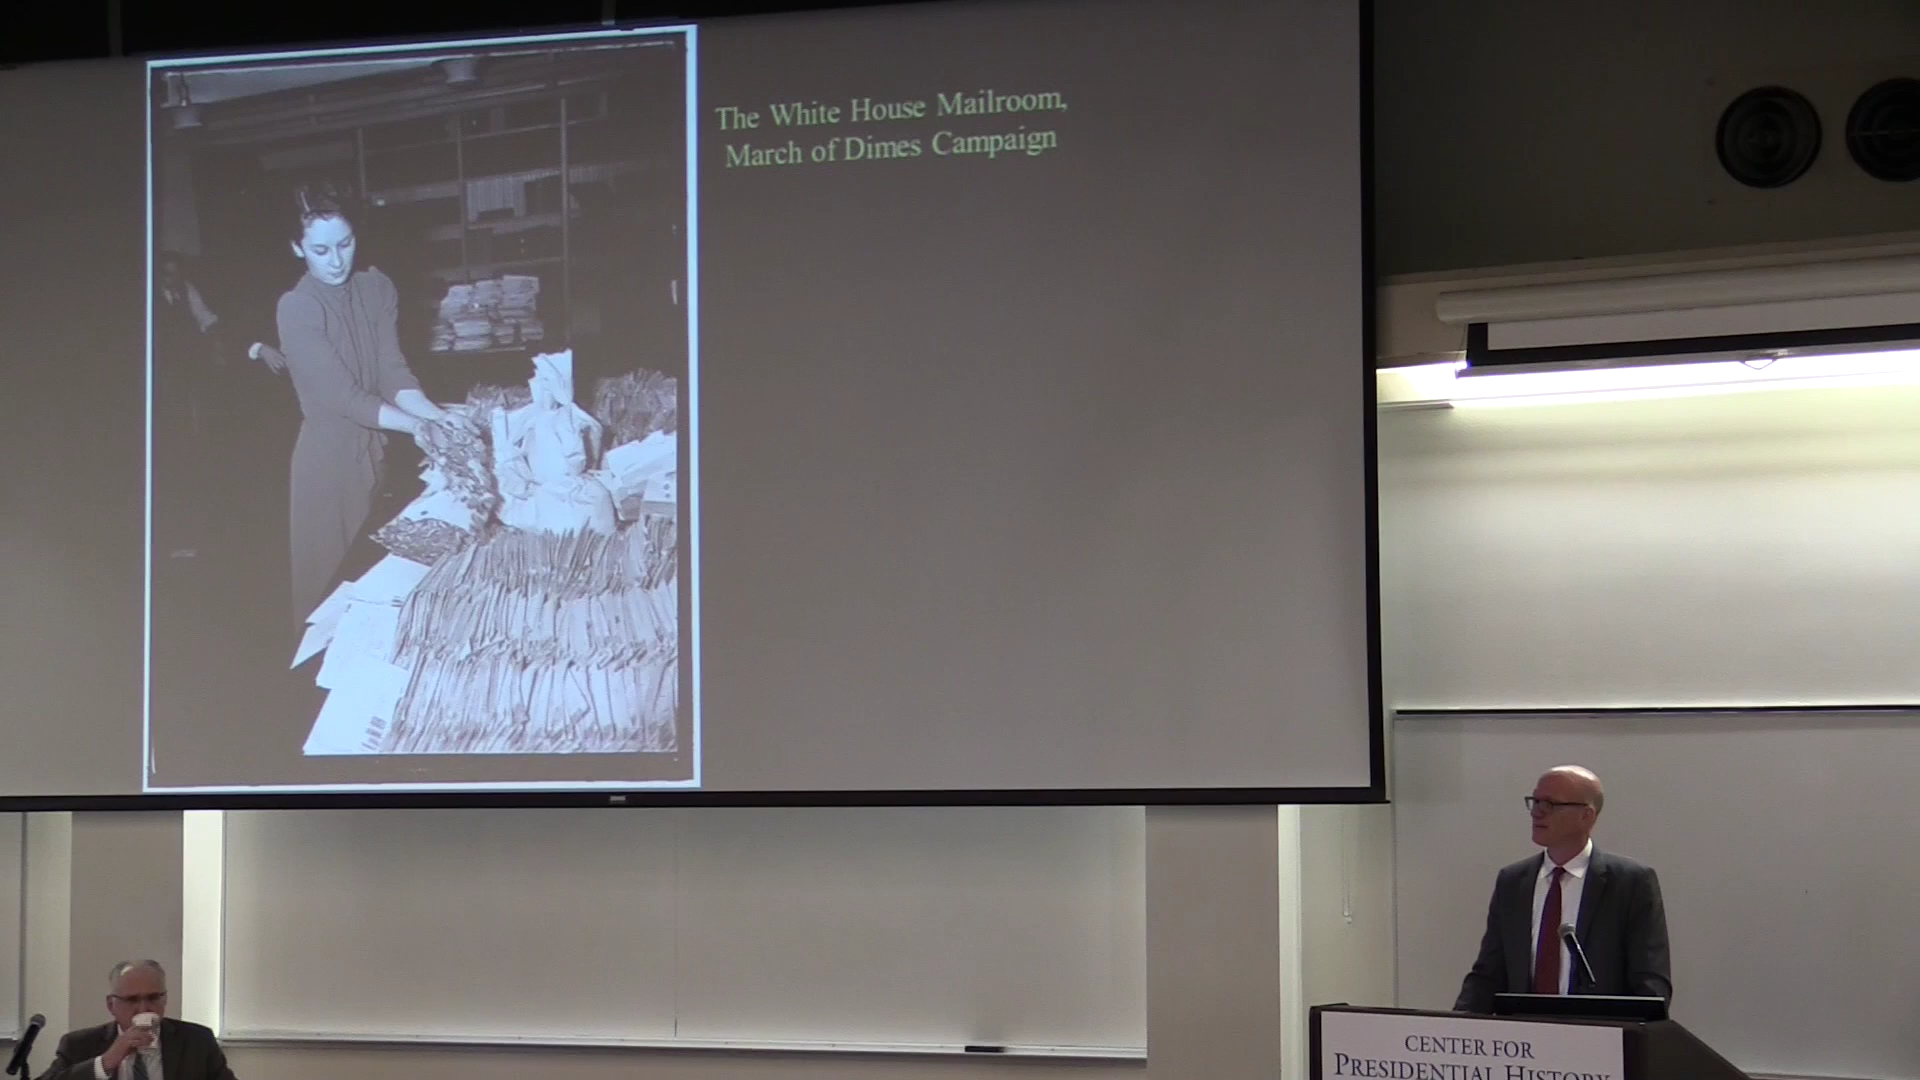 The White House Mailroom,
March of Dimes Campaign
CENTER FOR
PRESIDENTIAL HISTORY